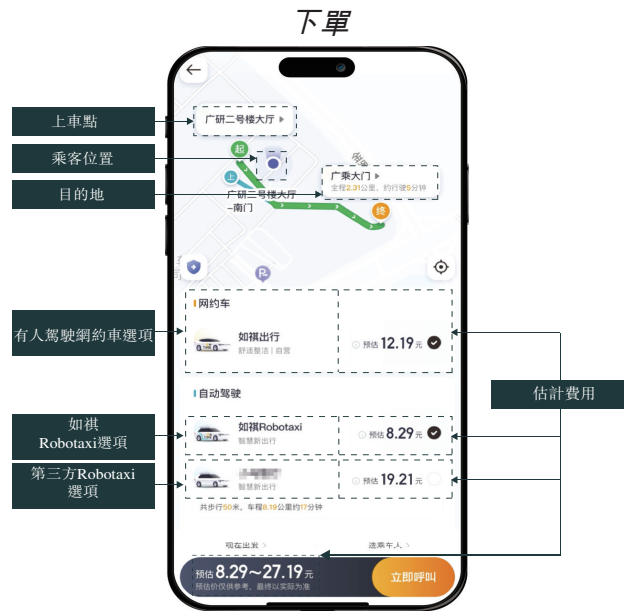 下單
广研二号楼大厅
上車點
起
乘客位置
广乘大门
全程2.31公里，约行驶5分钟
上
目的地
广研二号楼大厅
-南门
终
网约车
有人駕駛網約車選項
如祺出行
舒适整洁|自营
预估 12.19 元
自动驾驶
估計費用
如祺
Robotaxi選項
如祺Robotaxi
智慧新出行
预估 8.29 元
第三方Robotaxi
選項
智慧新出行
预估 19.21 元
共步行50米，车程8.19公里约17分钟
现在出发
选乘车人
预估 8.29～27.19 元
预估价仅供参考，最终以实际为准
立即呼叫